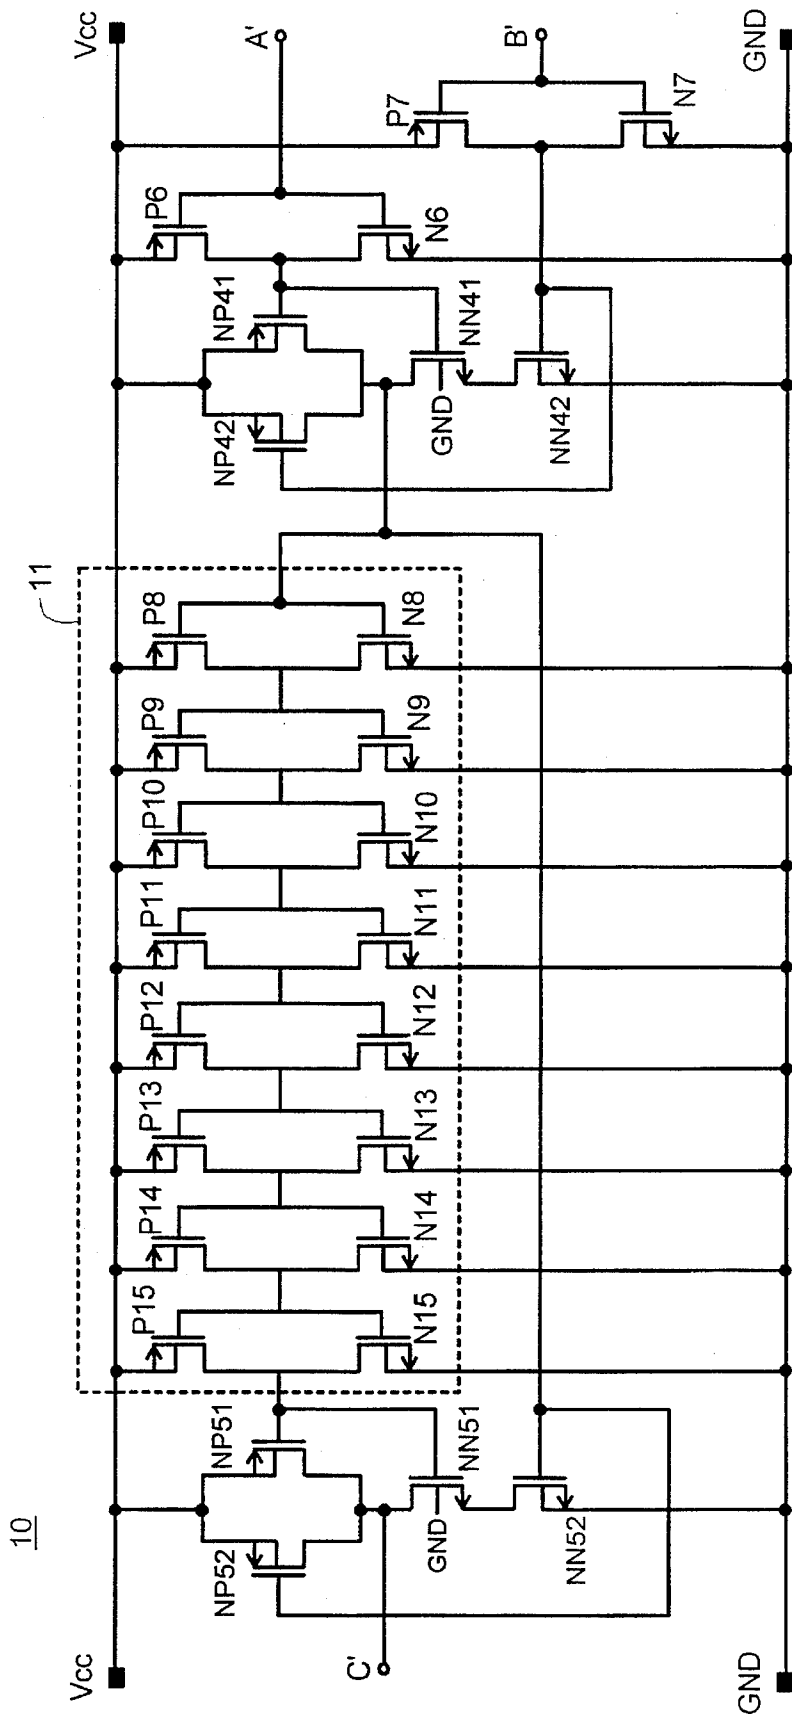 10
Vcc
Vcc
A'
B'
C'
GND
GND
11
P6
N6
P7
N7
NP41
NP42
NN41
GND
NN42
P8
N8
P9
N9
P10
N10
P11
N11
P12
N12
P13
N13
P14
N14
P15
N15
NP51
NP52
NN51
GND
NN52